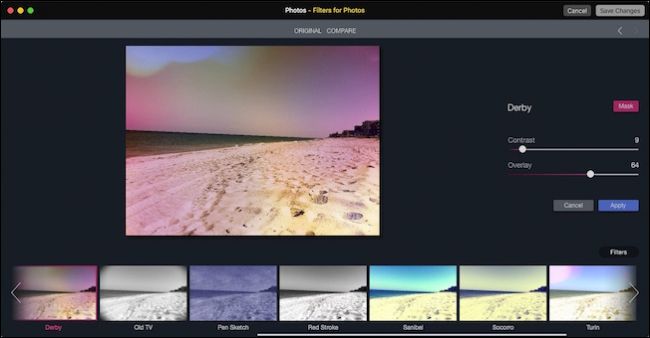 Photos - Filters for Photos
Cancel
Save Changes
ORIGINAL COMPARE
Derby
Mask
Contrast 9
Overlay 64
Cancel
Apply
Filters
Derby
Old TV
Pen Sketch
Red Stroke
Sanibel
Socorro
Turin